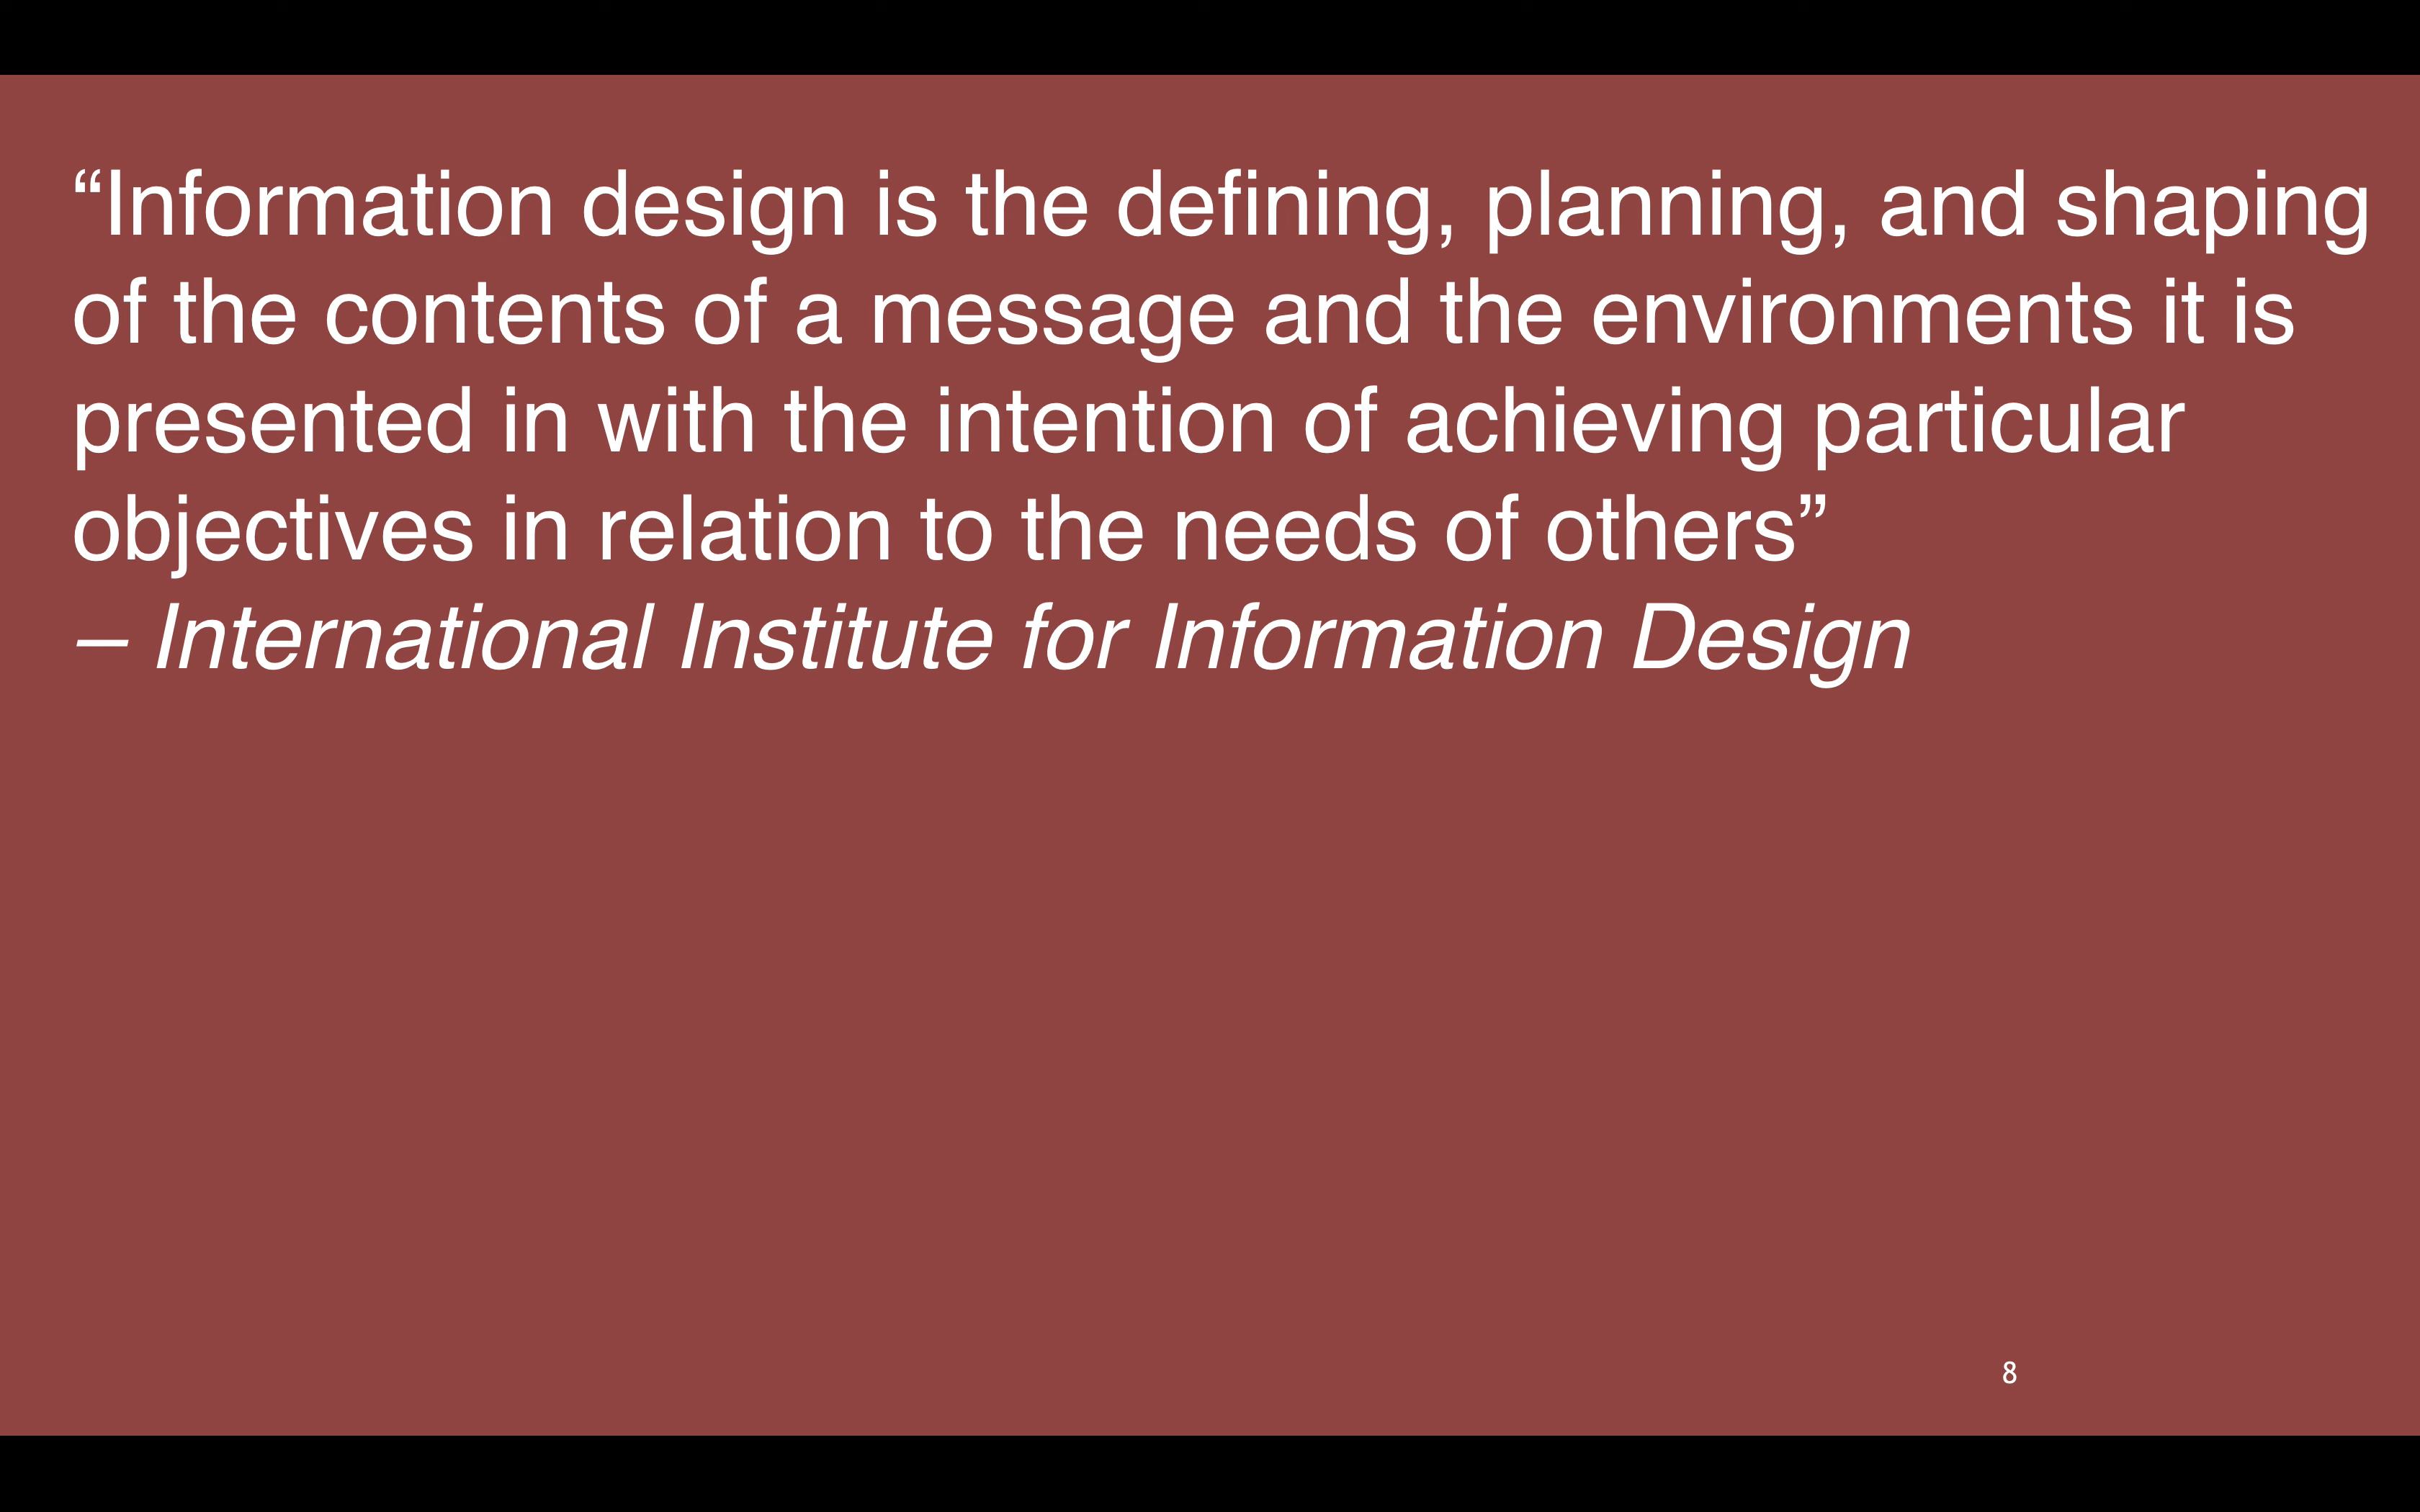 “Information design is the defining, planning, and shaping
of the contents of a message and the environments it is
presented in with the intention of achieving particular
objectives in relation to the needs of others”
– International Institute for Information Design
8